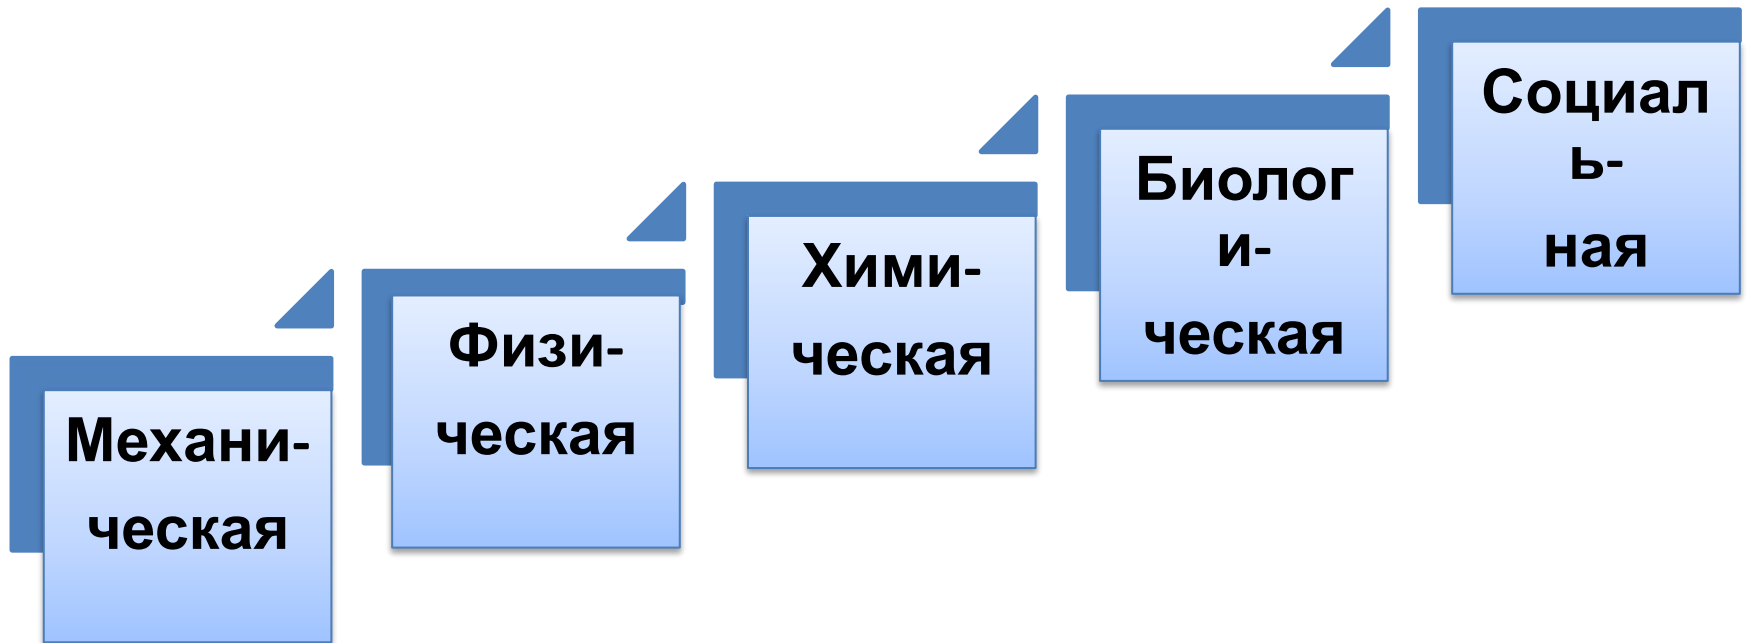 Механи-
ческая
Физи-
ческая
Хими-
ческая
Биолог
и-
ческая
Социал
ь-
ная